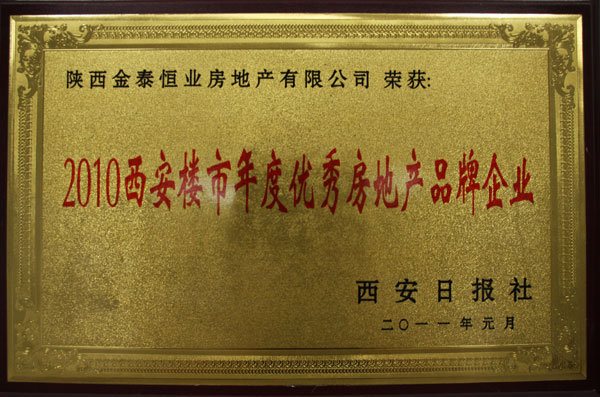 陕西金泰恒业房地产有限公司 荣获:
2010西安楼市年度优秀房地产品牌企业
西安日报社
二〇一一年元月